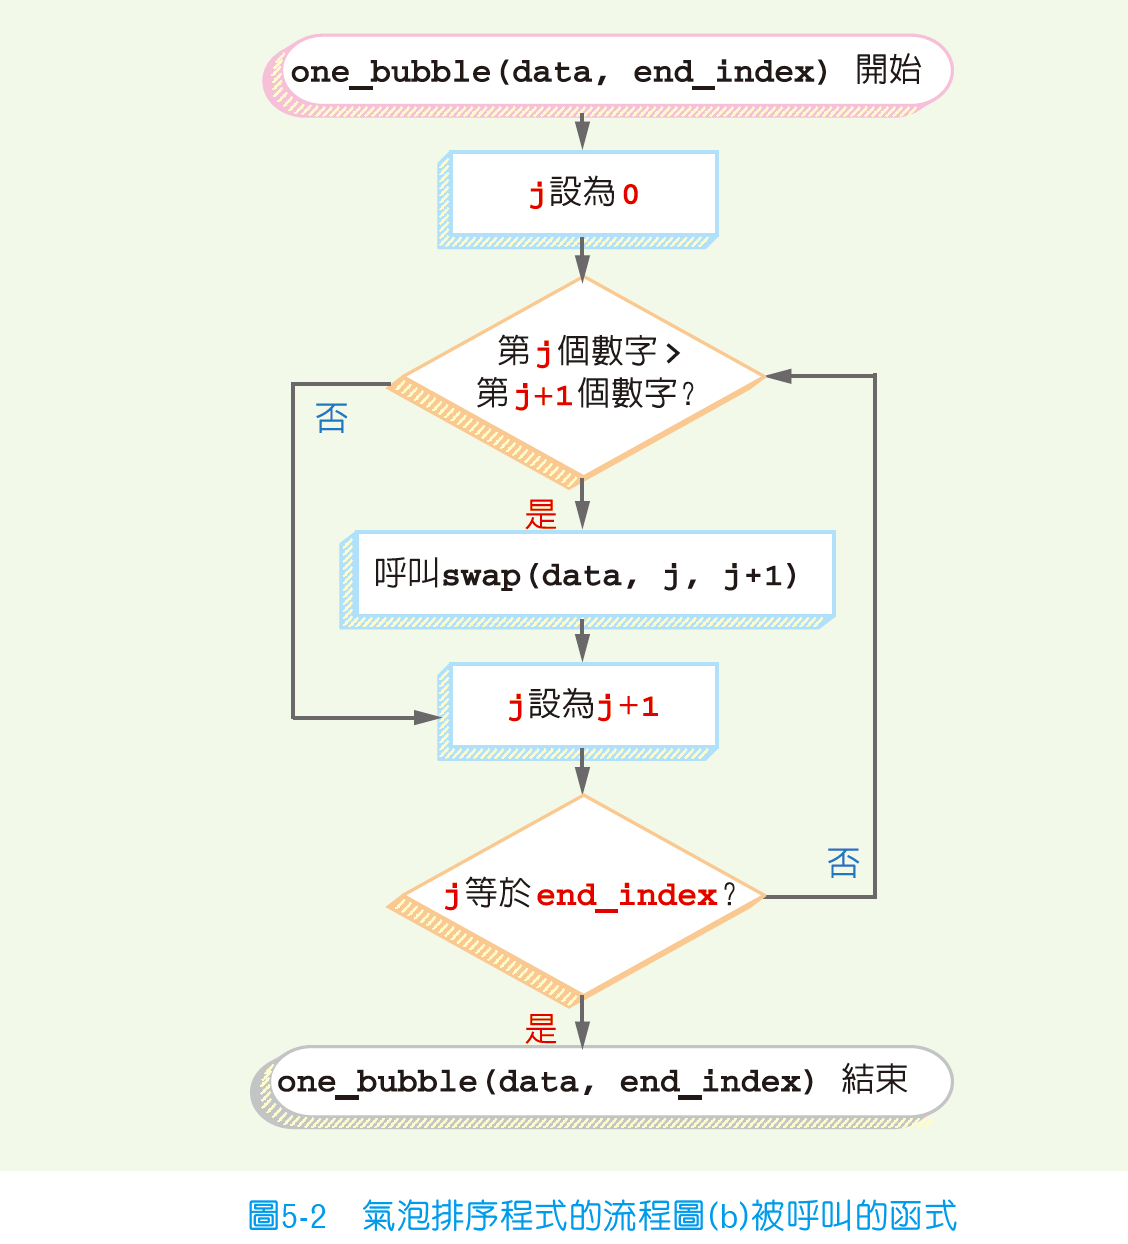 one_bubble(data, end_index) 開始
j設為0
第j個數字>
第j+1個數字?
否
是
呼叫swap(data, j, j+1)
j設為j+1
j等於end_index?
否
是
one_bubble(data, end_index) 結束
圖5-2 氣泡排序程式的流程圖(b)被呼叫的函式